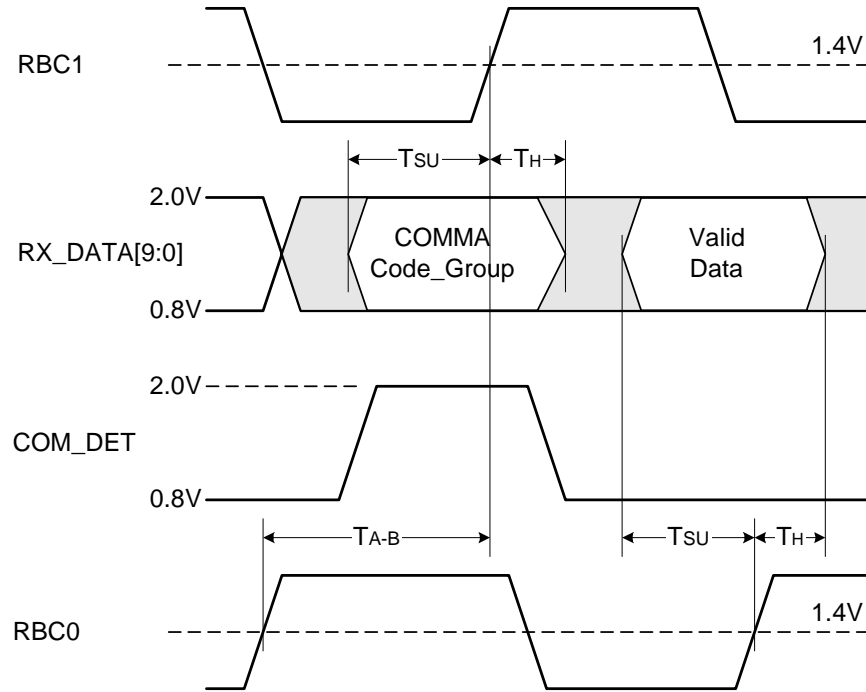 1.4V
RBC1
TSU
TH
2.0V
RX_DATA[9:0]
COMMA
Code_Group
Valid
Data
0.8V
2.0V
COM_DET
0.8V
TA-B
TSU
TH
1.4V
RBC0